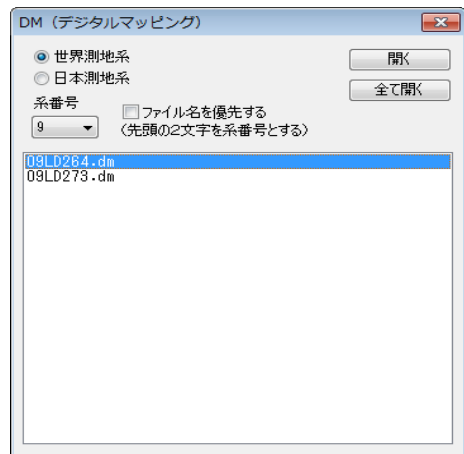 DM（デジタルマッピング）
世界測地系
開く
日本測地系
全て開く
系番号
ファイル名を優先する
9
（先頭の2文字を系番号とする）
09LD264.dm
09LD273.dm